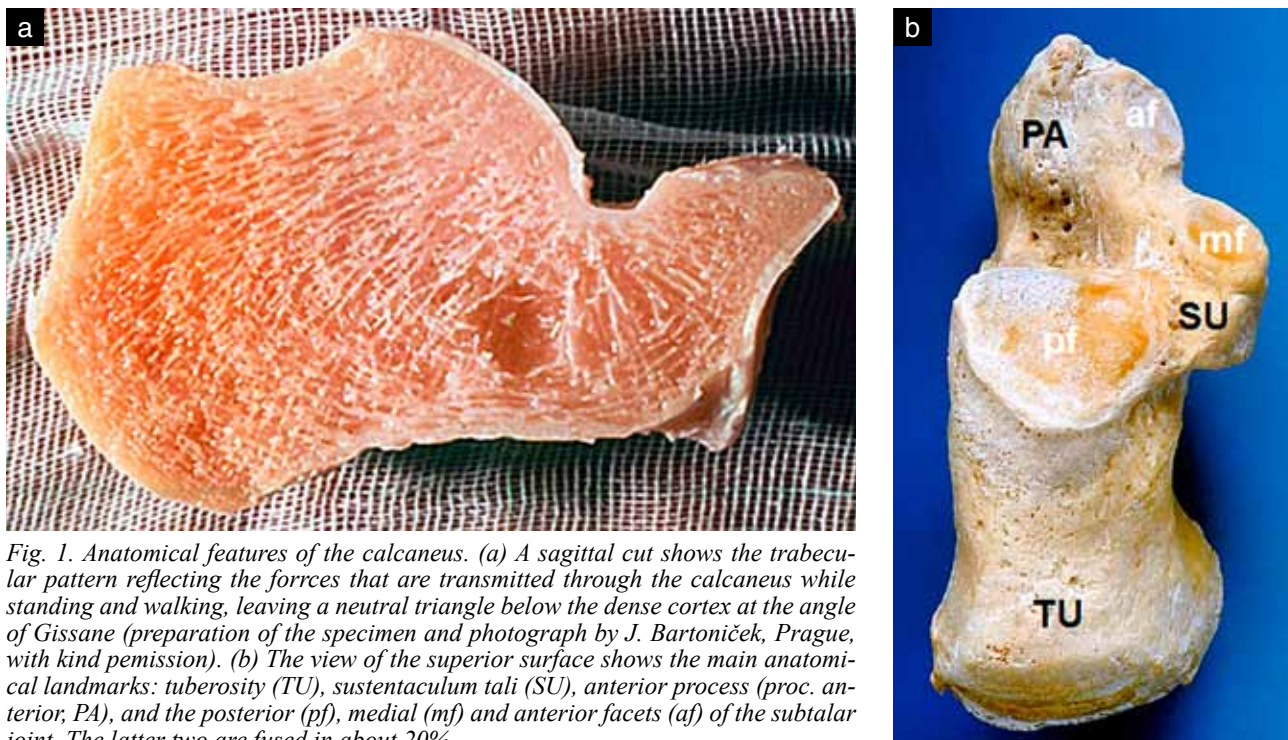 a
b
PA
af
mf
SU
pf
TU
Fig. 1. Anatomical features of the calcaneus. (a) A sagittal cut shows the trabecu-
lar pattern reflecting the forrces that are transmitted through the calcaneus while
standing and walking, leaving a neutral triangle below the dense cortex at the angle
of Gissane (preparation of the specimen and photograph by J. Bartoniček, Prague,
with kind pemission). (b) The view of the superior surface shows the main anatomi-
cal landmarks: tuberosity (TU), sustentaculum tali (SU), anterior process (proc. an-
terior, PA), and the posterior (pf), medial (mf) and anterior facets (af) of the subtalar
joint. The latter two are fused in about 20%